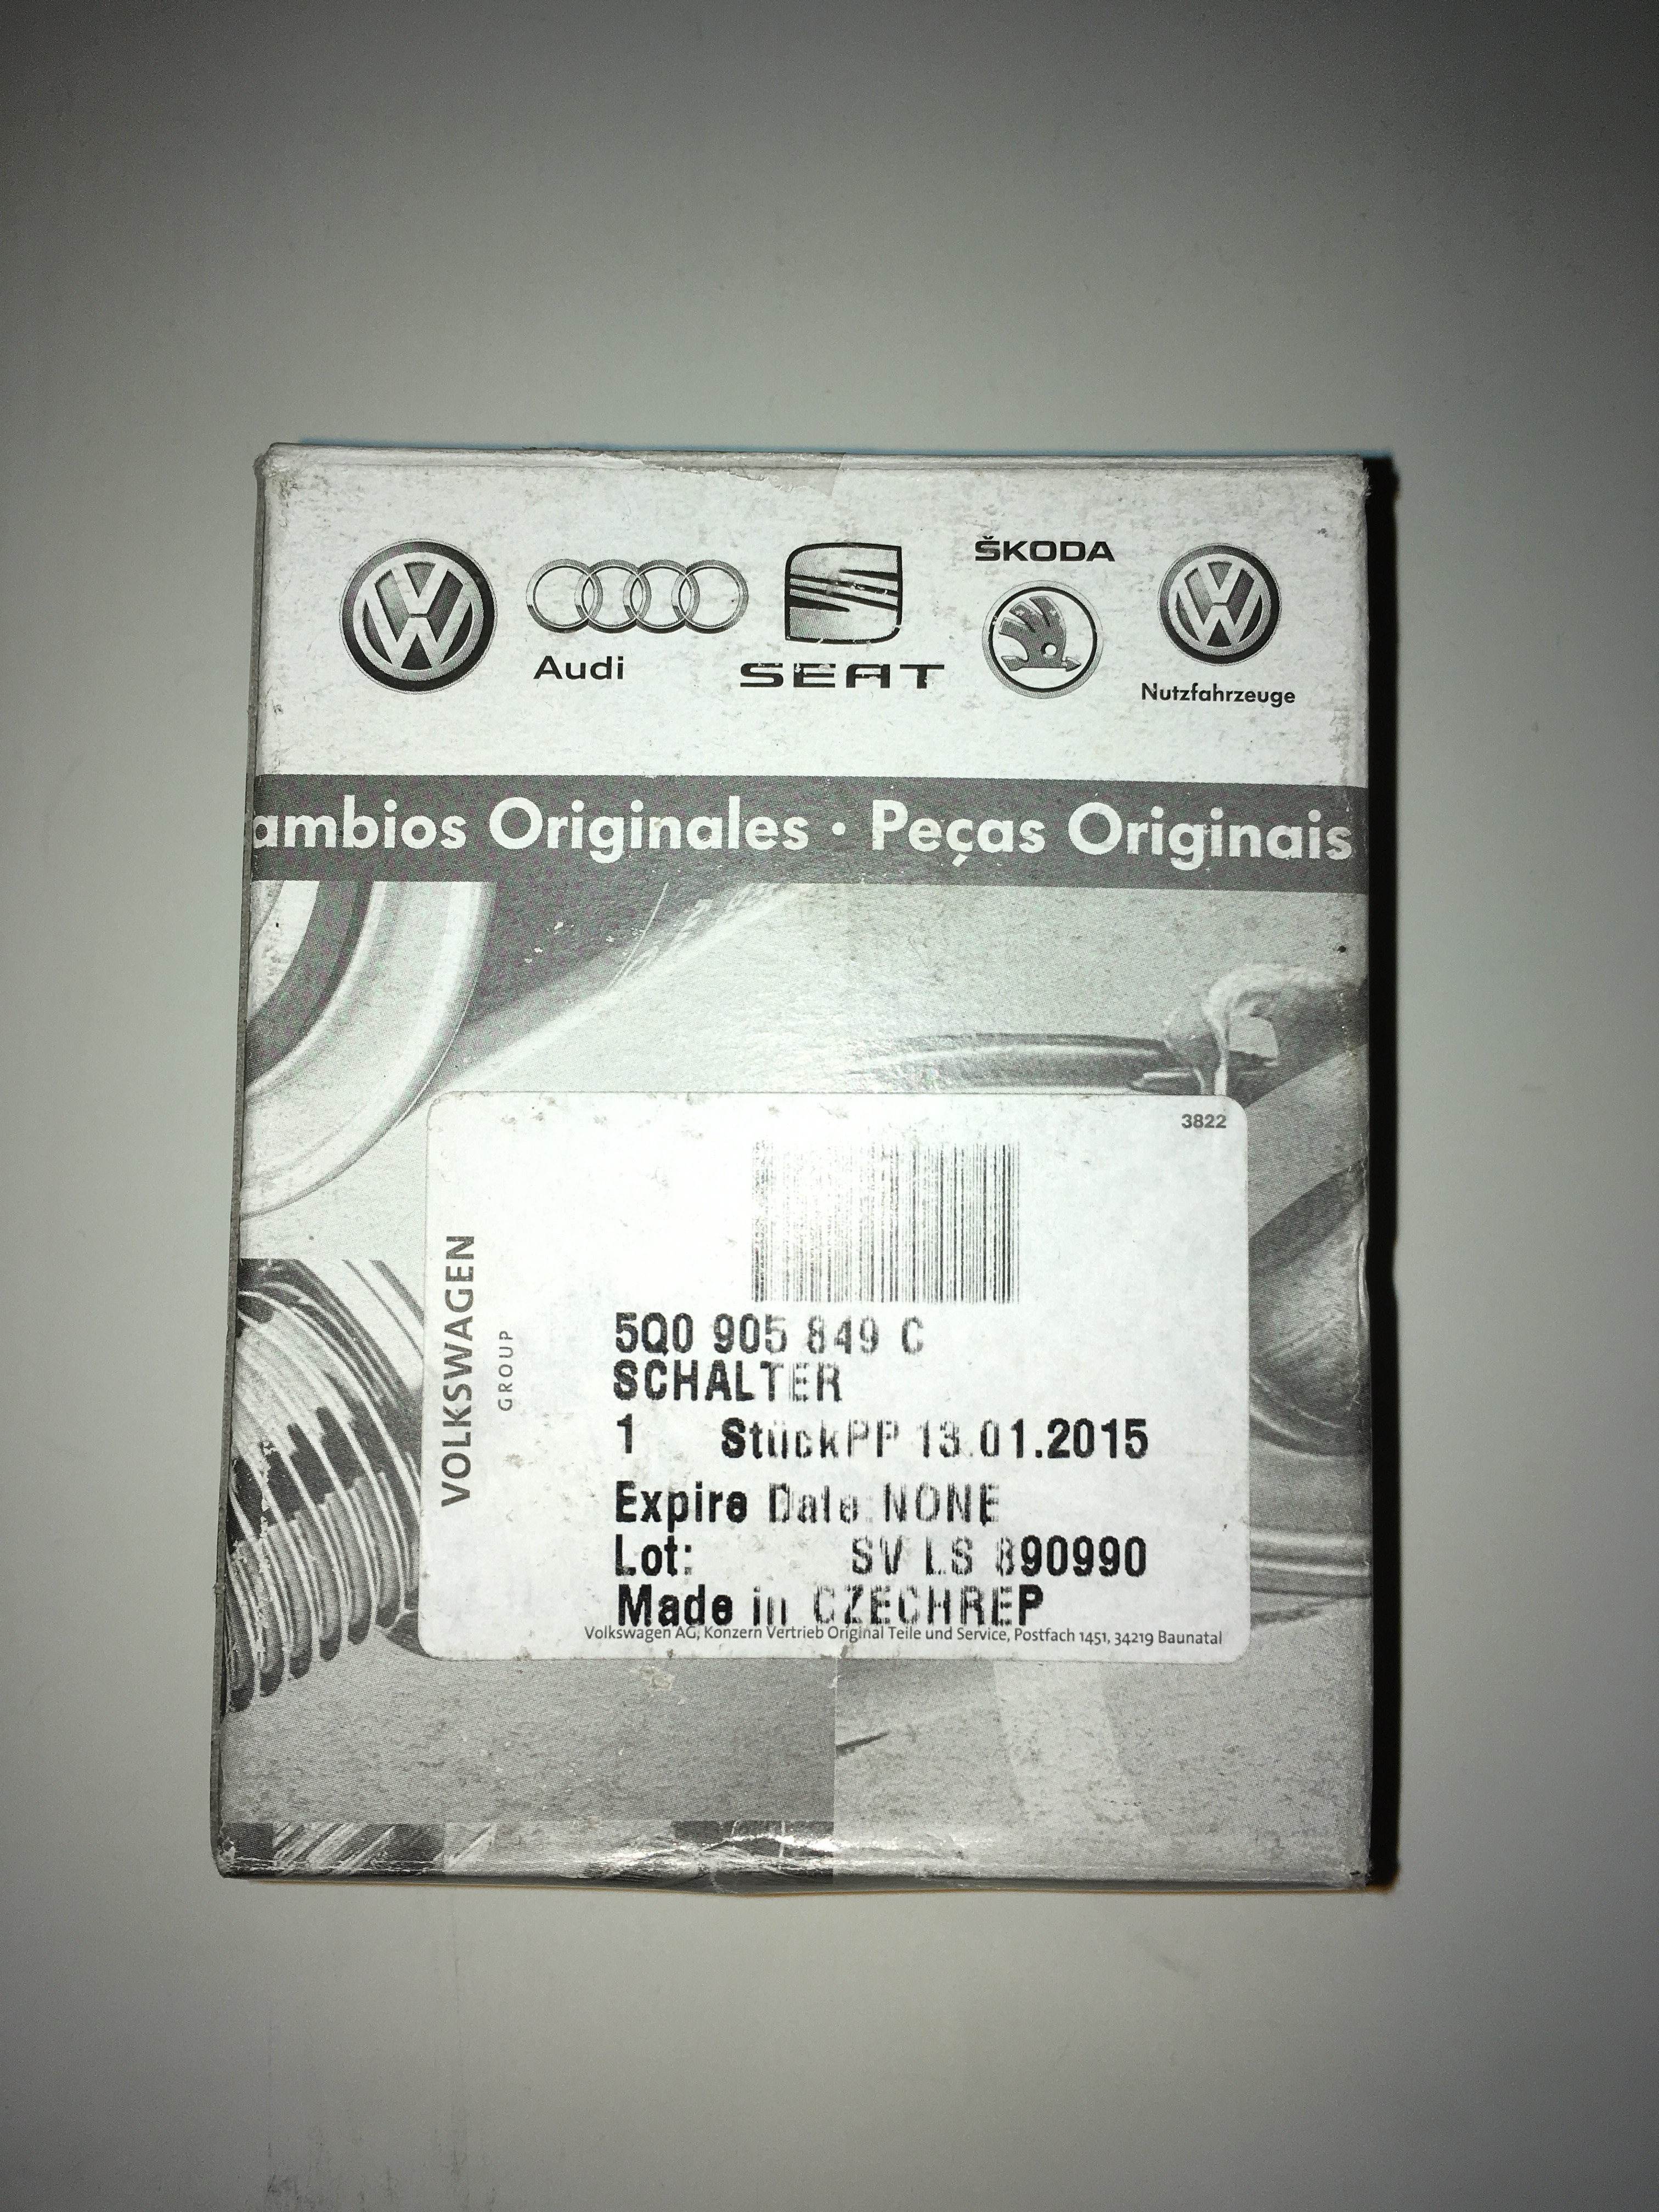 ŠKODA
Audi
SEAT
Nutzfahrzeuge
ambios Originales · Peças Originais
3822
VOLKSWAGEN
GROUP
5Q0 905 849 C
SCHALTER
1 StückPP 13.01.2015
Expire Date:NONE
Lot: SV LS 890990
Made in CZECHREP
Volkswagen AG, Konzern Vertrieb Original Teile und Service, Postfach 1451, 34219 Baunatal